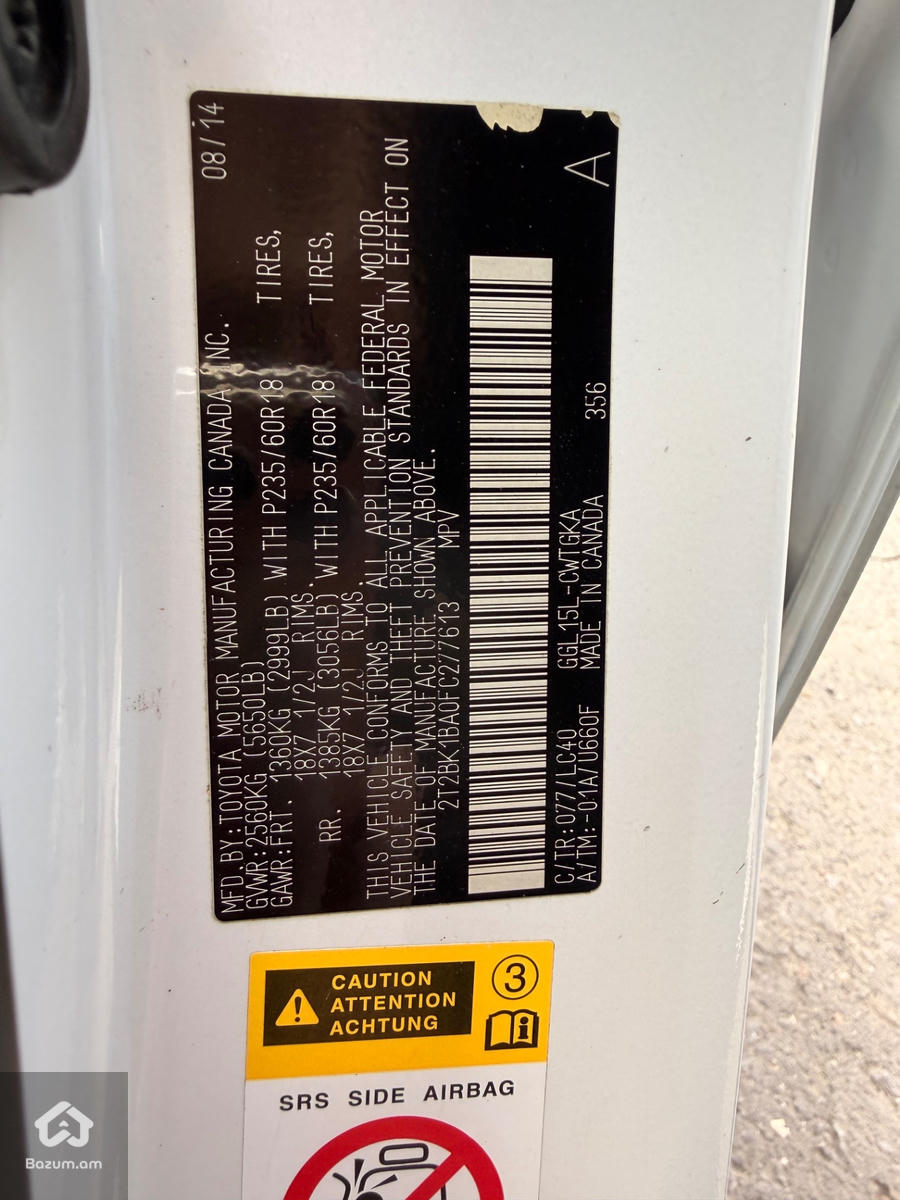 MFD.BY:TOYOTA MOTOR MANUFACTURING CANADA INC. 08/14
GVWR:2560KG (5650LB)
GAWR:FRT. 1360KG (2999LB) WITH P235/60R18 TIRES,
18X7 1/2J RIMS.
RR. 1385KG (3056LB) WITH P235/60R18 TIRES,
18X7 1/2J RIMS.
THIS VEHICLE CONFORMS TO ALL APPLICABLE FEDERAL MOTOR
VEHICLE SAFETY AND THEFT PREVENTION STANDARDS IN EFFECT ON
THE DATE OF MANUFACTURE SHOWN ABOVE.
2T2BK1BA0FC277613 MPV
C/TR:077/LC40 GGL15L-CWTGKA A
A/TM:-01A/U660F MADE IN CANADA 356
CAUTION
ATTENTION
ACHTUNG
3
SRS SIDE AIRBAG
Bazum.am